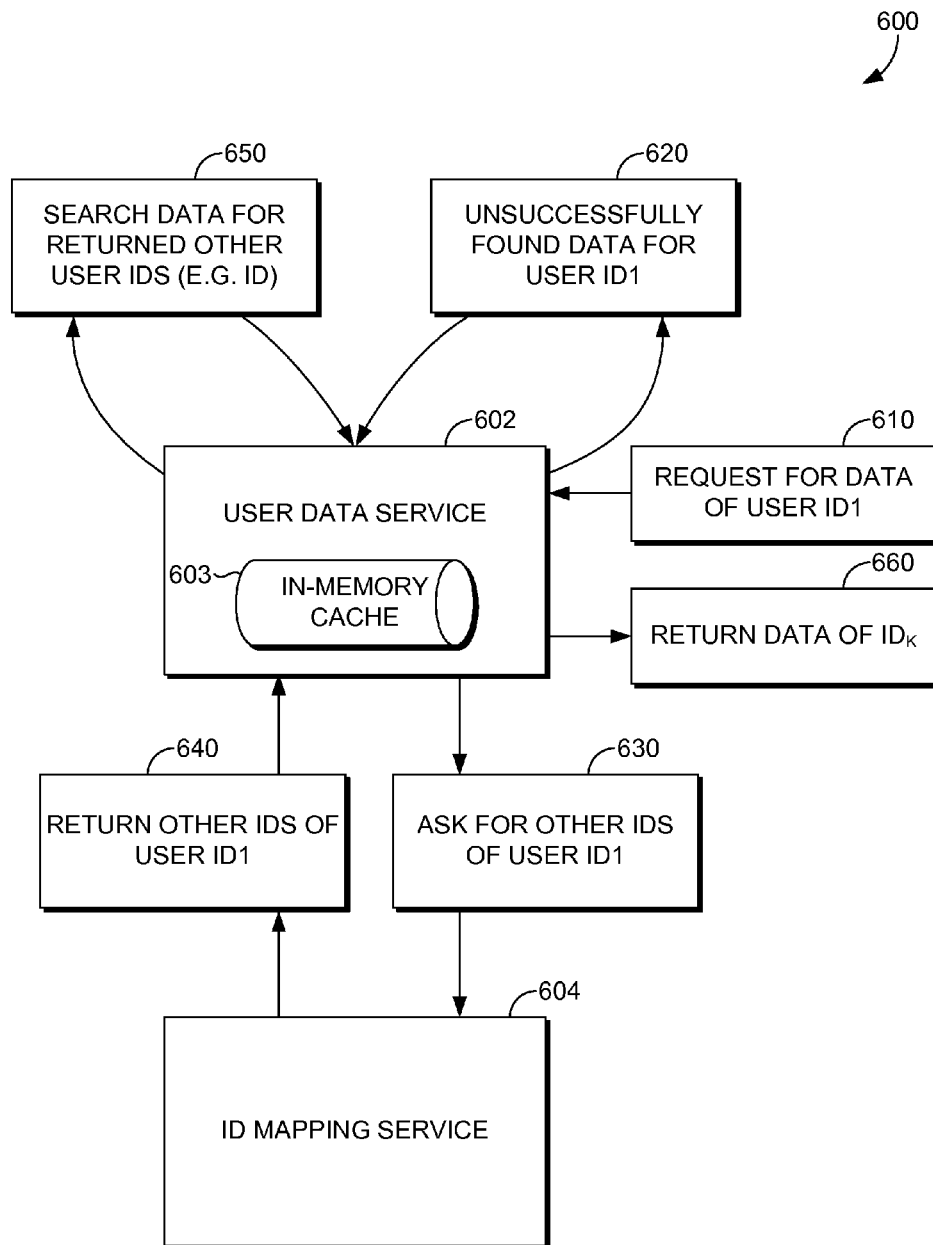 600
650
SEARCH DATA FOR
RETURNED OTHER
USER IDS (E.G. ID)
620
UNSUCCESSFULLY
FOUND DATA FOR
USER ID1
602
USER DATA SERVICE
603
IN-MEMORY
CACHE
610
REQUEST FOR DATA
OF USER ID1
660
RETURN DATA OF IDK
640
RETURN OTHER IDS OF
USER ID1
630
ASK FOR OTHER IDS
OF USER ID1
604
ID MAPPING SERVICE